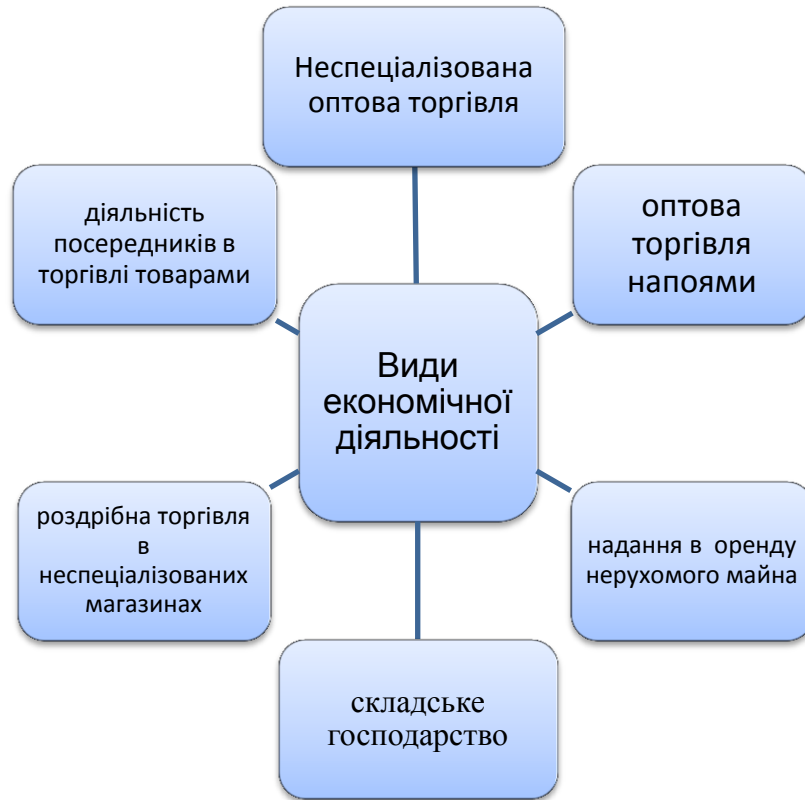 Неспеціалізована
оптова торгівля
діяльність
посередників в
торгівлі товарами
оптова
торгівля
напоями
Види
економічної
діяльності
роздрібна торгівля
в
неспеціалізованих
магазинах
надання в оренду
нерухомого майна
складське
господарство